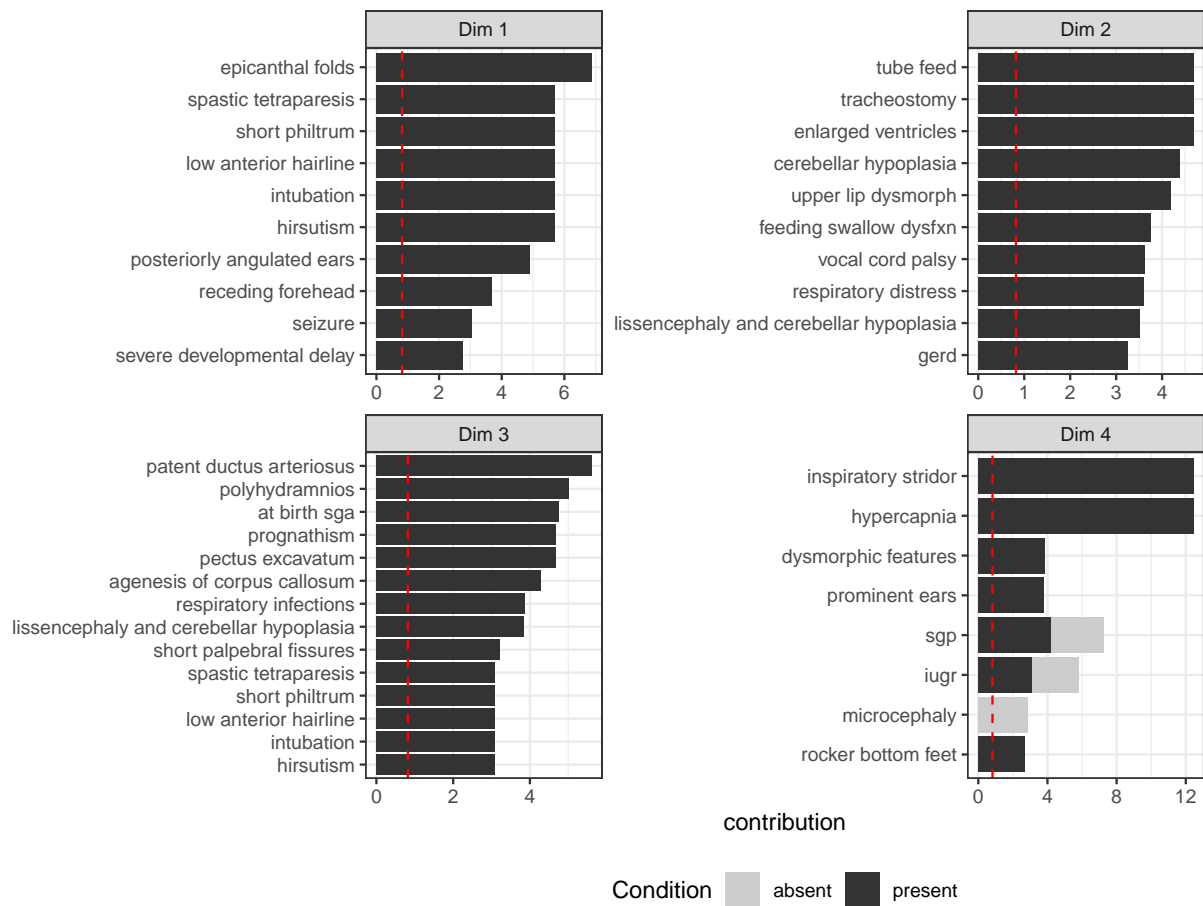 Dim 1
epicanthal folds
spastic tetraparesis
short philtrum
low anterior hairline
intubation
hirsutism
posteriorly angulated ears
receding forehead
seizure
severe developmental delay
0 2 4 6
Dim 2
tube feed
tracheostomy
enlarged ventricles
cerebellar hypoplasia
upper lip dysmorph
feeding swallow dysfxn
vocal cord palsy
respiratory distress
lissencephaly and cerebellar hypoplasia
gerd
0 1 2 3 4
Dim 3
patent ductus arteriosus
polyhydramnios
at birth sga
prognathism
pectus excavatum
agenesis of corpus callosum
respiratory infections
lissencephaly and cerebellar hypoplasia
short palpebral fissures
spastic tetraparesis
short philtrum
low anterior hairline
intubation
hirsutism
0 2 4
Dim 4
inspiratory stridor
hypercapnia
dysmorphic features
prominent ears
sgp
iugr
microcephaly
rocker bottom feet
0 4 8 12
contribution
Condition absent present